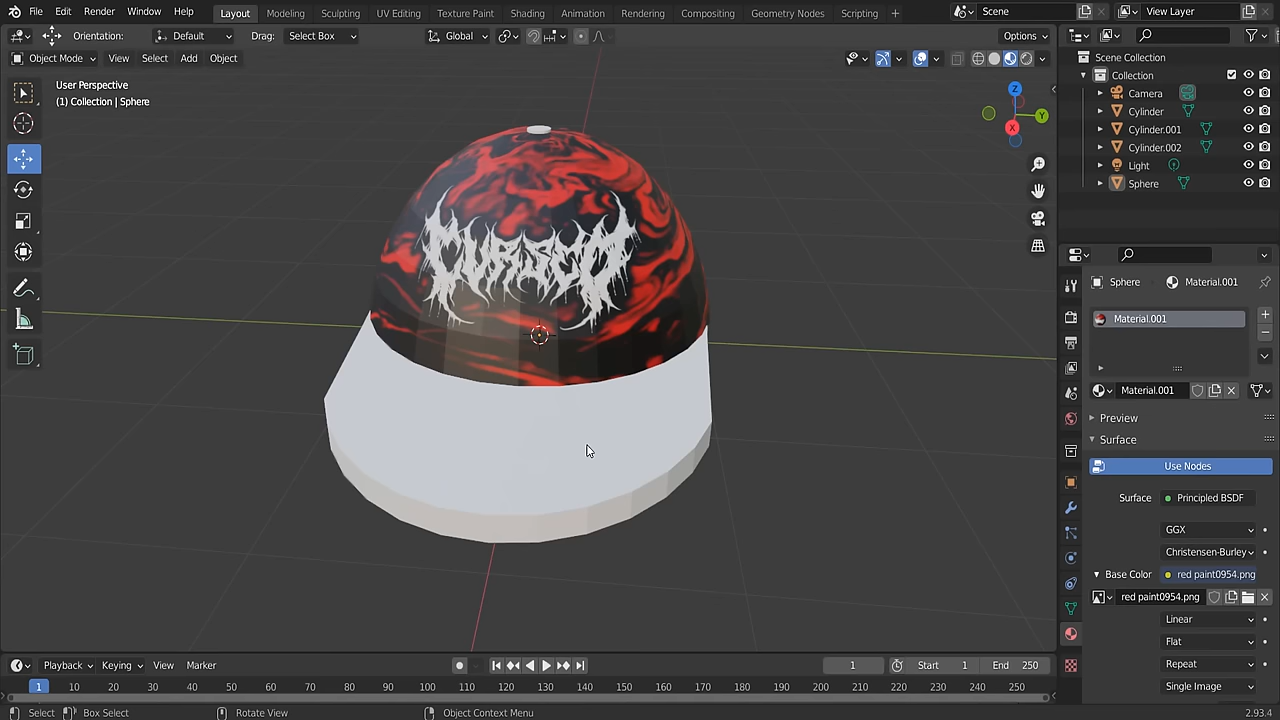 File Edit Render Window Help Layout Modeling Sculpting UV Editing Texture Paint Shading Animation Rendering Compositing Geometry Nodes Scripting + Scene View Layer
Orientation: Default Drag: Select Box Global Options
Object Mode View Select Add Object
User Perspective
(1) Collection | Sphere
Z
Y
X
CURSED
Scene Collection
Collection
Camera
Cylinder
Cylinder.001
Cylinder.002
Light
Sphere
Sphere Material.001
Material.001
Material.001
Preview
Surface
Use Nodes
Surface Principled BSDF
GGX
Christensen-Burley
Base Color red paint0954.png
red paint0954.png
Linear
Flat
Repeat
Single Image
Playback Keying View Marker 1 Start 1 End 250
1 10 20 30 40 50 60 70 80 90 100 110 120 130 140 150 160 170 180 190 200 210 220 230 240 250
Select Box Select Rotate View Object Context Menu 2.93.4